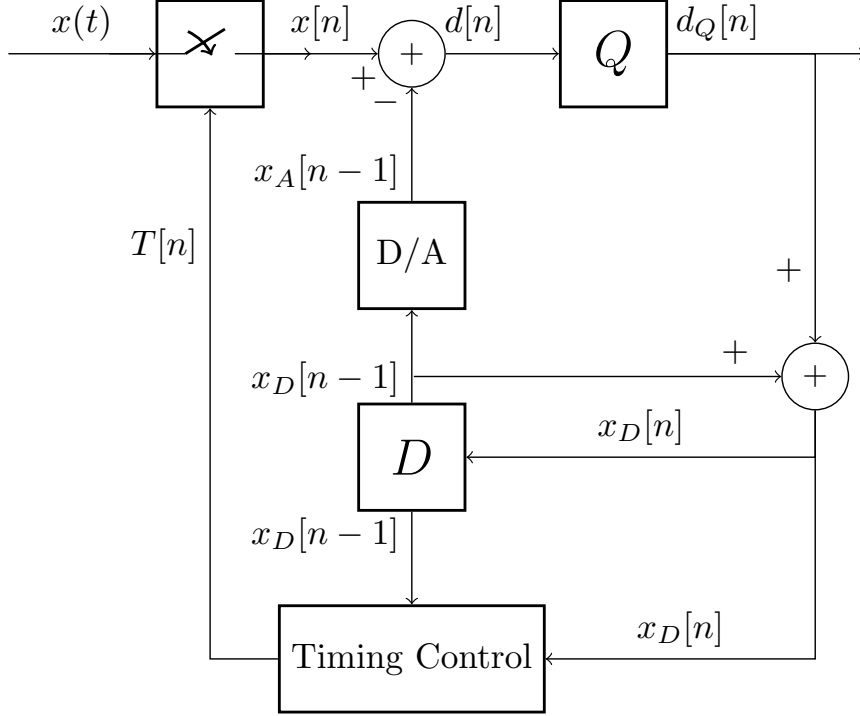 x(t) x[n] + d[n] Q d_Q[n]
+
−
x_A[n − 1]
T[n] D/A +
+
x_D[n − 1] +
x_D[n]
D
x_D[n − 1]
x_D[n]
Timing Control